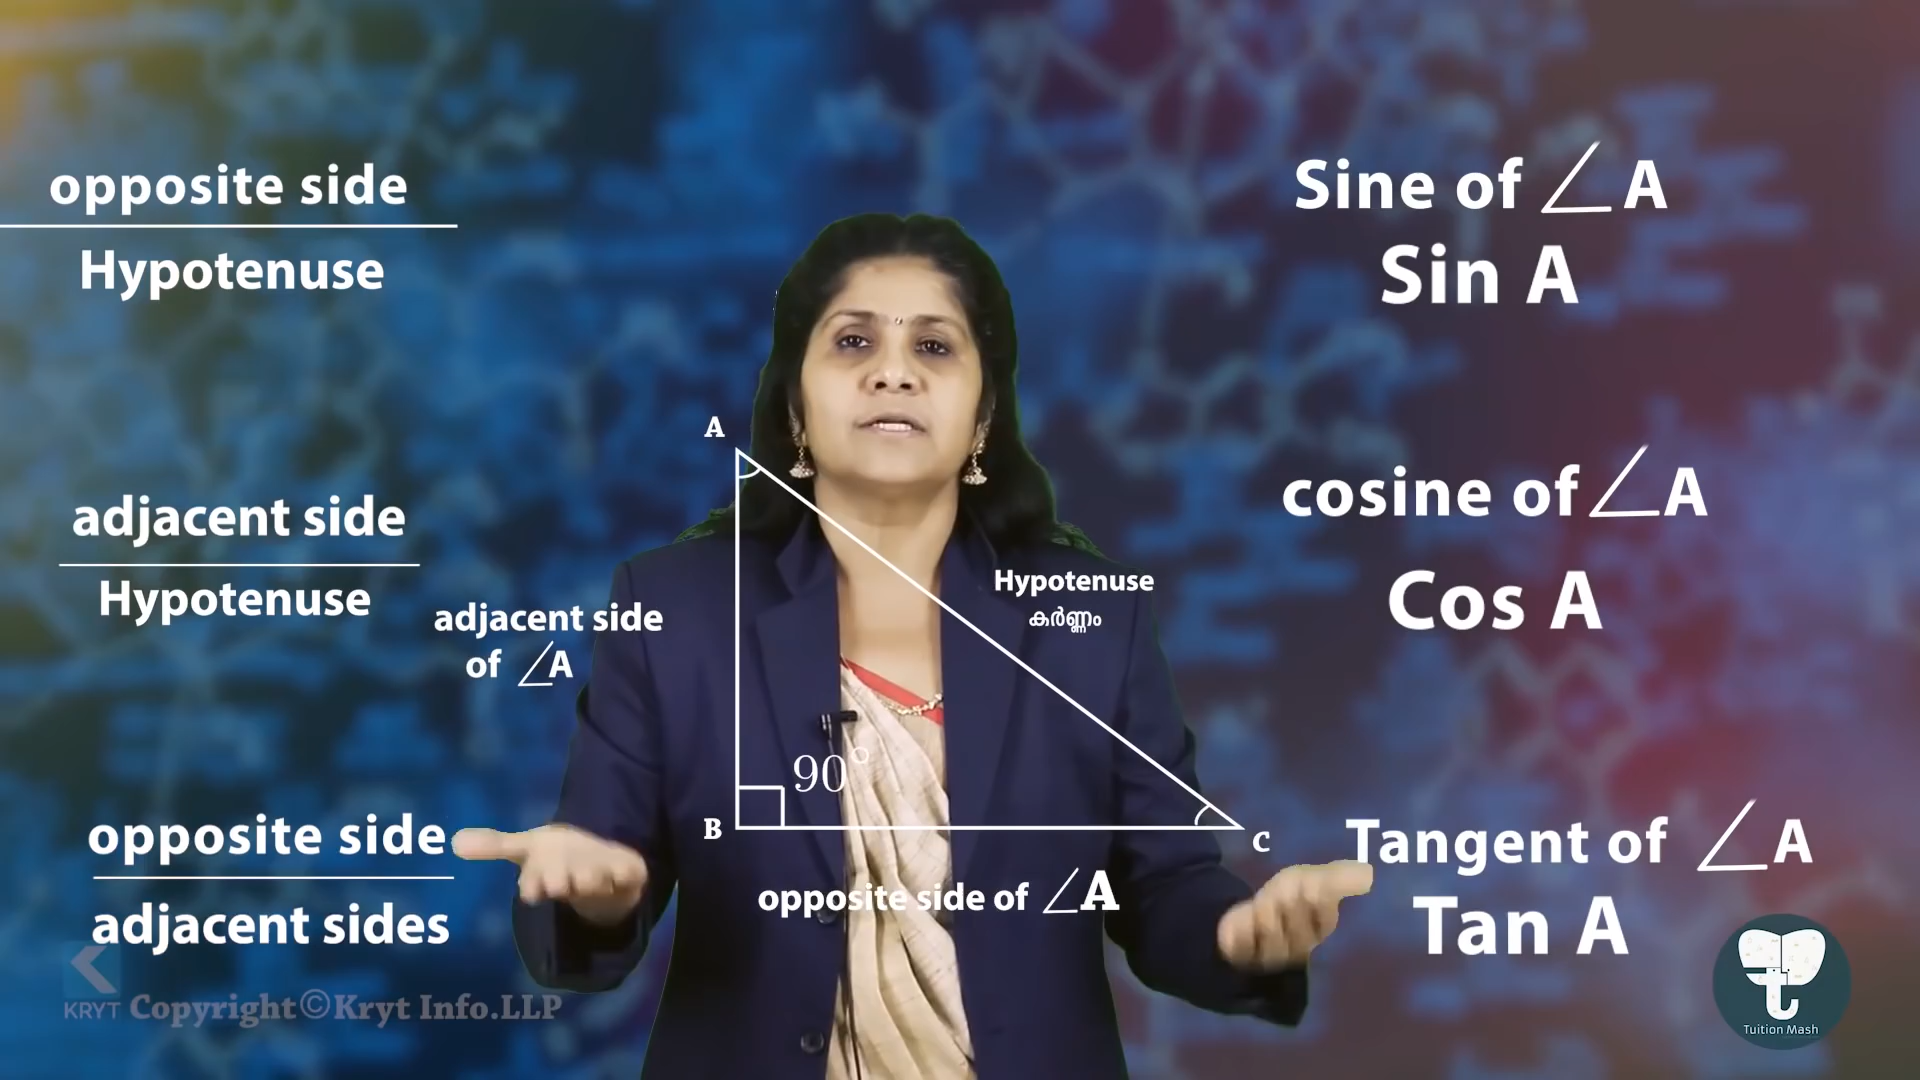 opposite side
Hypotenuse
Sine of ∠A
Sin A
adjacent side
Hypotenuse
cosine of ∠A
Cos A
A
adjacent side
of ∠A
Hypotenuse
കർണ്ണം
90°
B
C
opposite side of ∠A
opposite side
adjacent sides
Tangent of ∠A
Tan A
KRYT Copyright©Kryt Info.LLP
Tuition Mash